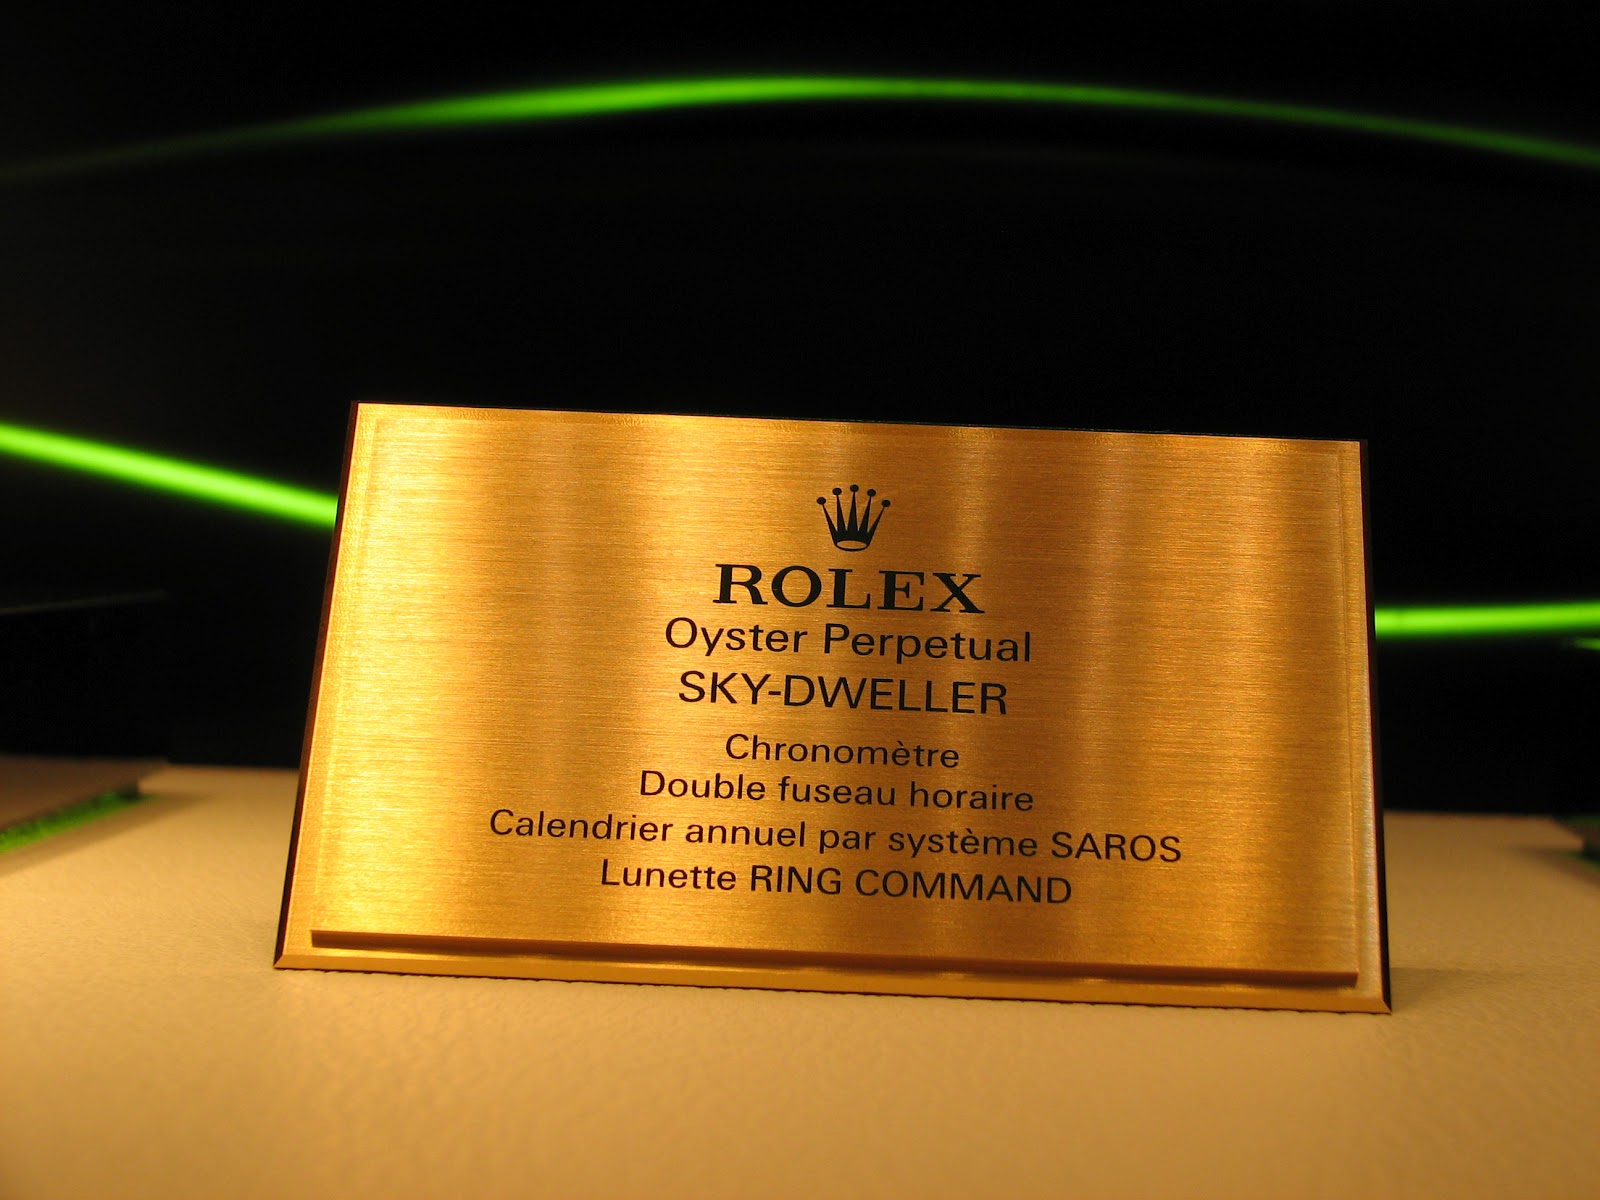 ROLEX
Oyster Perpetual
SKY-DWELLER
Chronomètre
Double fuseau horaire
Calendrier annuel par système SAROS
Lunette RING COMMAND